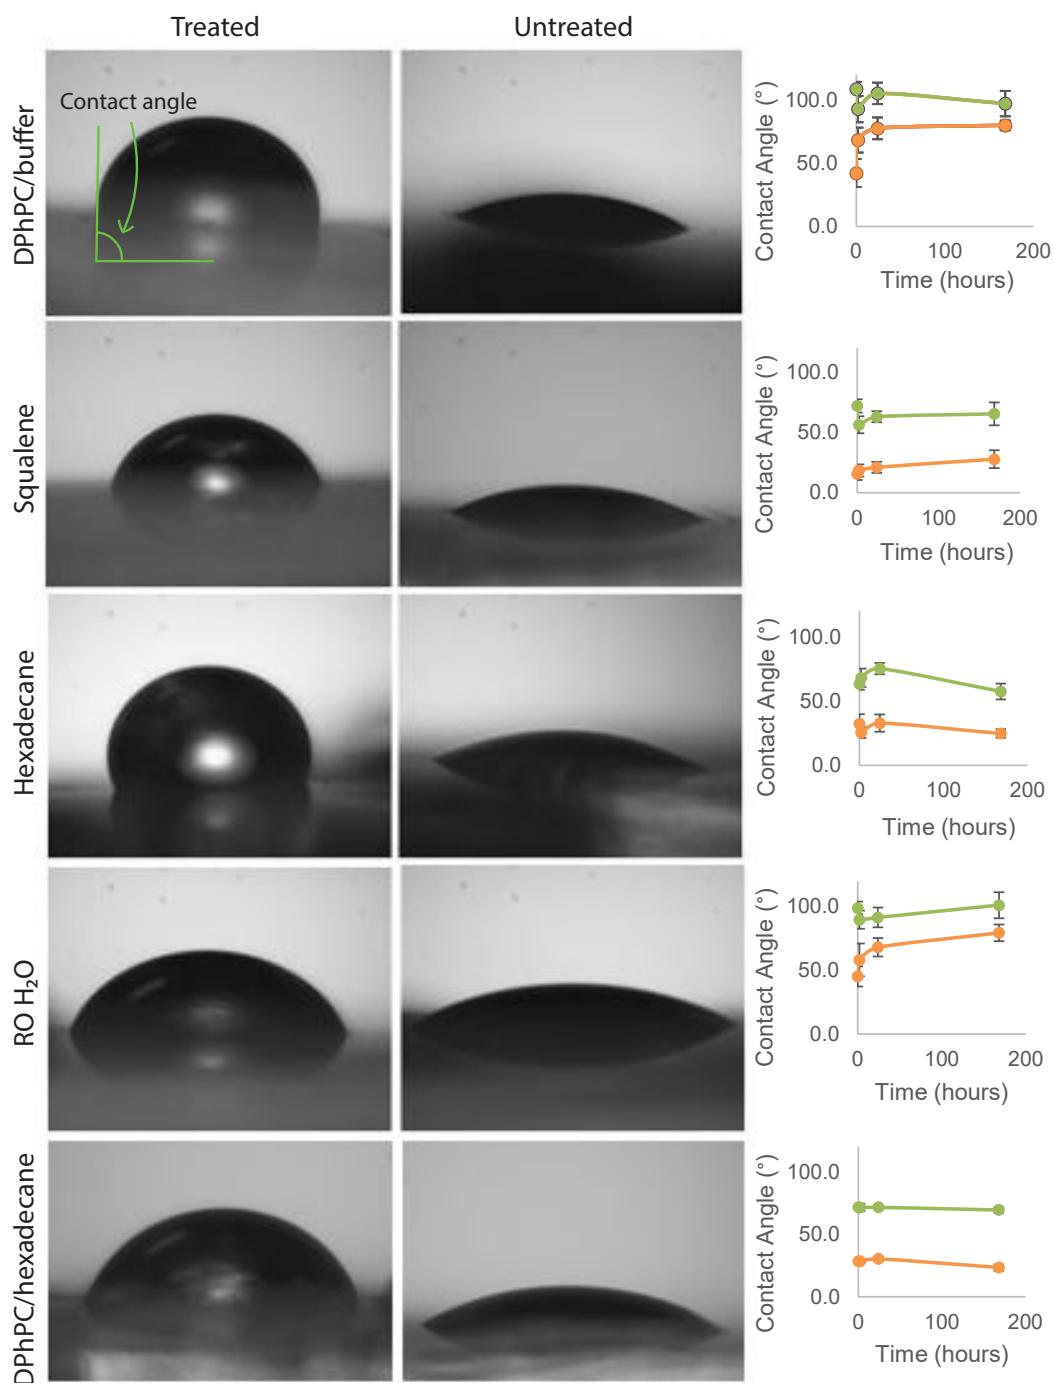 Treated
Untreated
DPhPC/buffer
Contact angle
Contact Angle (°)
100.0
50.0
0.0
0
100
200
Time (hours)
Squalene
Contact Angle (°)
100.0
50.0
0.0
0
100
200
Time (hours)
Hexadecane
Contact Angle (°)
100.0
50.0
0.0
0
100
200
Time (hours)
RO H₂O
Contact Angle (°)
100.0
50.0
0.0
0
100
200
Time (hours)
DPhPC/hexadecane
Contact Angle (°)
100.0
50.0
0.0
0
100
200
Time (hours)